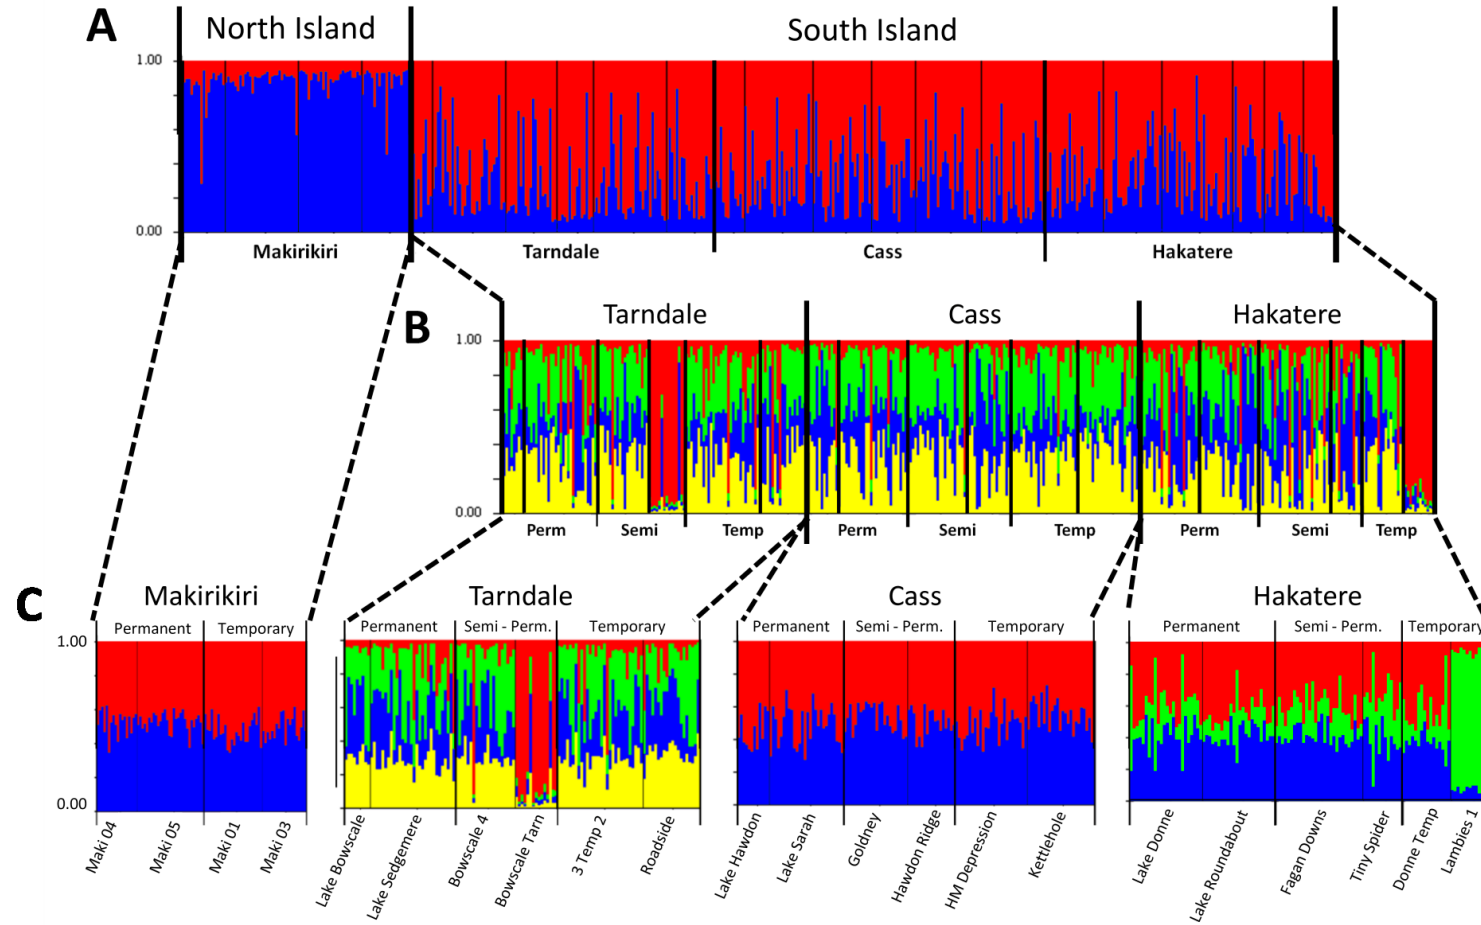 A
North Island
South Island
1.00
0.00
Makirikiri
Tarndale
Cass
Hakatere
B
Tarndale
Cass
Hakatere
1.00
0.00
Perm
Semi
Temp
Perm
Semi
Temp
Perm
Semi
Temp
C
Makirikiri
Tarndale
Cass
Hakatere
Permanent
Temporary
Permanent
Semi - Perm.
Temporary
Permanent
Semi - Perm.
Temporary
Permanent
Semi - Perm.
Temporary
1.00
0.00
Maki 04
Maki 05
Maki 01
Maki 03
Lake Bowscale
Lake Sedgemere
Bowscale 4
Bowscale Tarn
3 Temp 2
Roadside
Lake Hawdon
Lake Sarah
Goldney
Hawdon Ridge
HM Depression
Kettlehole
Lake Donne
Lake Roundabout
Fagan Downs
Tiny Spider
Donne Temp
Lambies 1